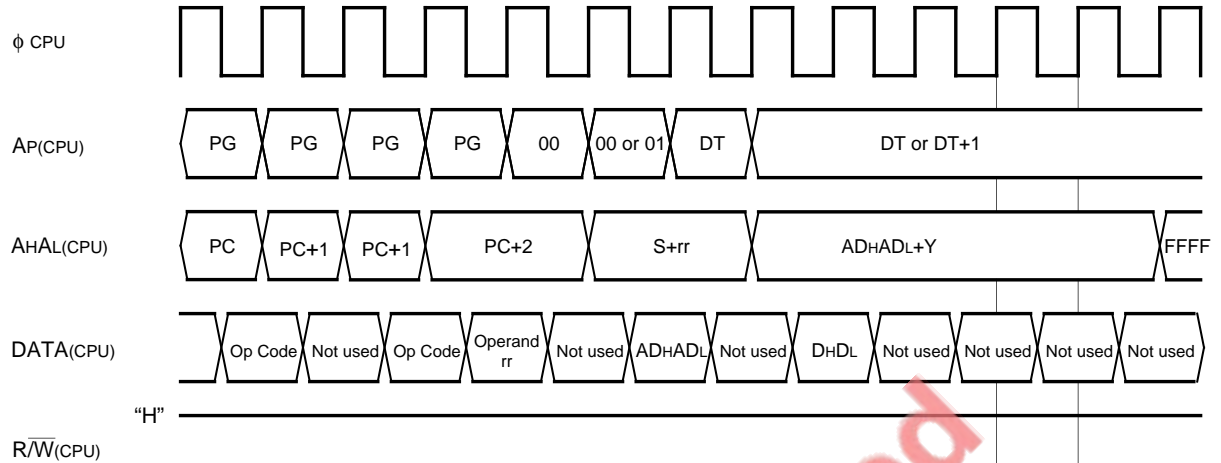 ϕ CPU
AP(CPU) PG PG PG PG 00 00 or 01 DT DT or DT+1
AHAL(CPU) PC PC+1 PC+1 PC+2 S+rr ADHADL+Y FFFF
DATA(CPU) Op Code Not used Op Code Operand rr Not used ADHADL Not used DHDL Not used Not used Not used Not used
“H”
R/W(CPU)